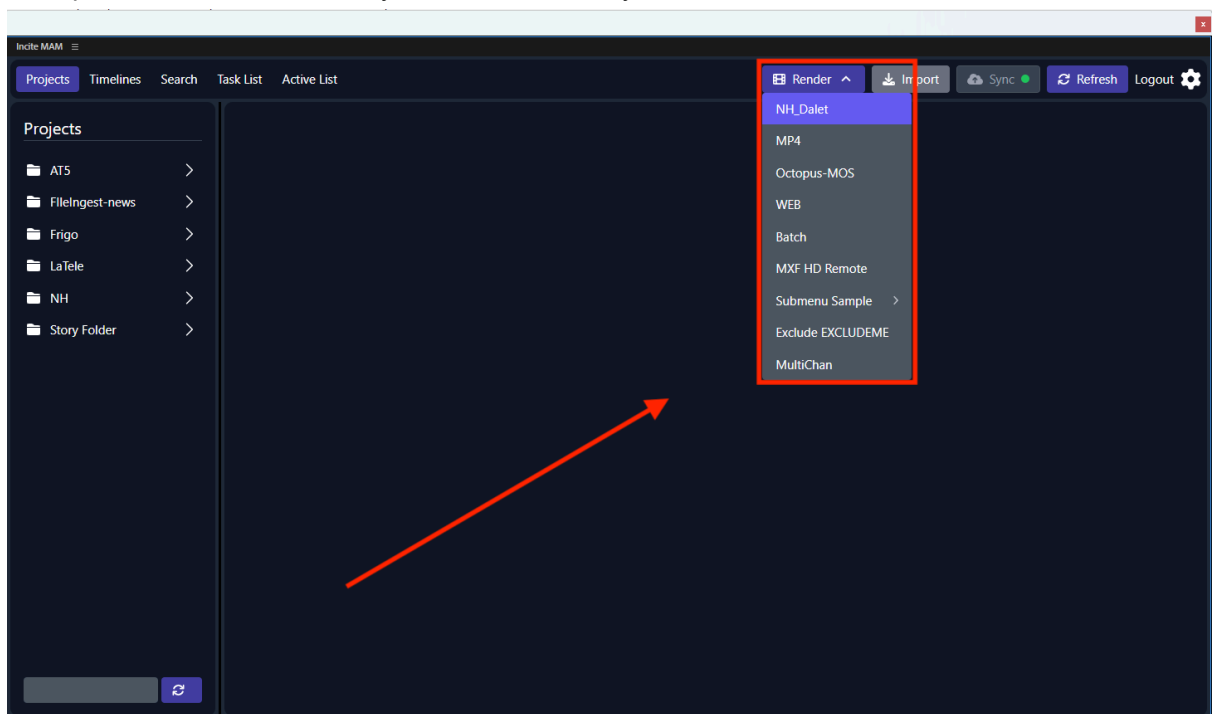 Incite MAM
Projects Timelines Search Task List Active List Render Import Sync Refresh Logout
NH_Dalet
MP4
Octopus-MOS
WEB
Batch
MXF HD Remote
Submenu Sample
Exclude EXCLUDEME
MultiChan
Projects
AT5
FIleIngest-news
Frigo
LaTele
NH
Story Folder